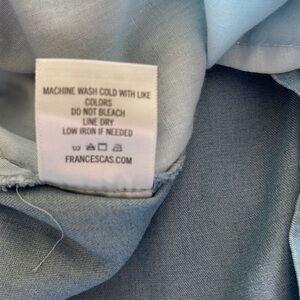 MACHINE WASH COLD WITH LIKE
COLORS
DO NOT BLEACH
LINE DRY
LOW IRON IF NEEDED
FRANCESCAS.COM